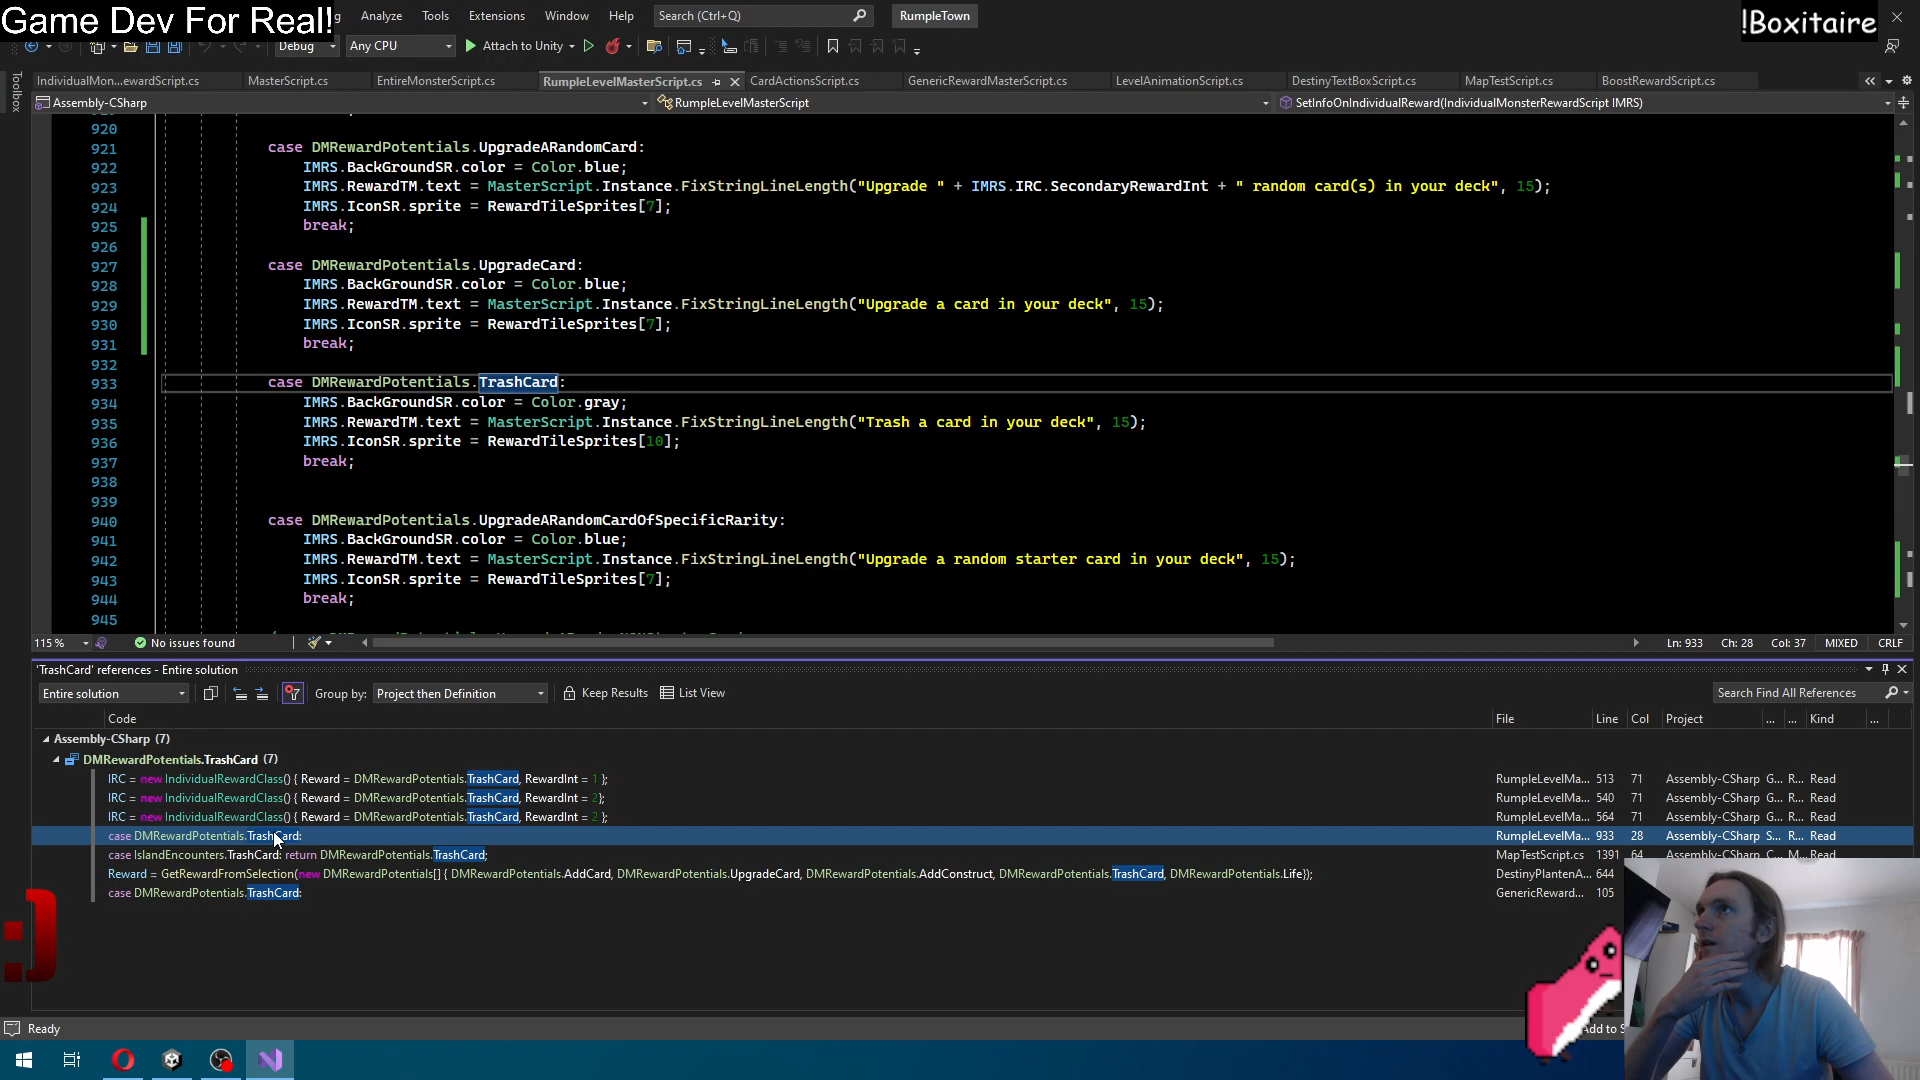 Game Dev For Real!
Analyze Tools Extensions Window Help Search (Ctrl+Q) RumpleTown
!Boxitaire
Debug Any CPU Attach to Unity
IndividualMon...ewardScript.cs MasterScript.cs EntireMonsterScript.cs RumpleLevelMasterScript.cs CardActionsScript.cs GenericRewardMasterScript.cs LevelAnimationScript.cs DestinyTextBoxScript.cs MapTestScript.cs BoostRewardScript.cs
Toolbox
Assembly-CSharp RumpleLevelMasterScript SetInfoOnIndividualReward(IndividualMonsterRewardScript IMRS)
920
921 case DMRewardPotentials.UpgradeARandomCard:
922 IMRS.BackGroundSR.color = Color.blue;
923 IMRS.RewardTM.text = MasterScript.Instance.FixStringLineLength("Upgrade " + IMRS.IRC.SecondaryRewardInt + " random card(s) in your deck", 15);
924 IMRS.IconSR.sprite = RewardTileSprites[7];
925 break;
926
927 case DMRewardPotentials.UpgradeCard:
928 IMRS.BackGroundSR.color = Color.blue;
929 IMRS.RewardTM.text = MasterScript.Instance.FixStringLineLength("Upgrade a card in your deck", 15);
930 IMRS.IconSR.sprite = RewardTileSprites[7];
931 break;
932
933 case DMRewardPotentials.TrashCard:
934 IMRS.BackGroundSR.color = Color.gray;
935 IMRS.RewardTM.text = MasterScript.Instance.FixStringLineLength("Trash a card in your deck", 15);
936 IMRS.IconSR.sprite = RewardTileSprites[10];
937 break;
938
939
940 case DMRewardPotentials.UpgradeARandomCardOfSpecificRarity:
941 IMRS.BackGroundSR.color = Color.blue;
942 IMRS.RewardTM.text = MasterScript.Instance.FixStringLineLength("Upgrade a random starter card in your deck", 15);
943 IMRS.IconSR.sprite = RewardTileSprites[7];
944 break;
945
115 % No issues found Ln: 933 Ch: 28 Col: 37 MIXED CRLF
'TrashCard' references - Entire solution
Entire solution Group by: Project then Definition Keep Results List View Search Find All References
Code File Line Col Project ... ... Kind ...
Assembly-CSharp (7)
DMRewardPotentials.TrashCard (7)
IRC = new IndividualRewardClass() { Reward = DMRewardPotentials.TrashCard, RewardInt = 1 }; RumpleLevelMa... 513 71 Assembly-CSharp G... R... Read
IRC = new IndividualRewardClass() { Reward = DMRewardPotentials.TrashCard, RewardInt = 2}; RumpleLevelMa... 540 71 Assembly-CSharp G... R... Read
IRC = new IndividualRewardClass() { Reward = DMRewardPotentials.TrashCard, RewardInt = 2 }; RumpleLevelMa... 564 71 Assembly-CSharp G... R... Read
case DMRewardPotentials.TrashCard: RumpleLevelMa... 933 28 Assembly-CSharp S... R... Read
case IslandEncounters.TrashCard: return DMRewardPotentials.TrashCard; MapTestScript.cs 1391 64 Assembly-CSharp C... M... Read
Reward = GetRewardFromSelection(new DMRewardPotentials[] { DMRewardPotentials.AddCard, DMRewardPotentials.UpgradeCard, DMRewardPotentials.AddConstruct, DMRewardPotentials.TrashCard, DMRewardPotentials.Life}); DestinyPlantenA... 644
case DMRewardPotentials.TrashCard: GenericReward... 105
:)
Ready Add to S